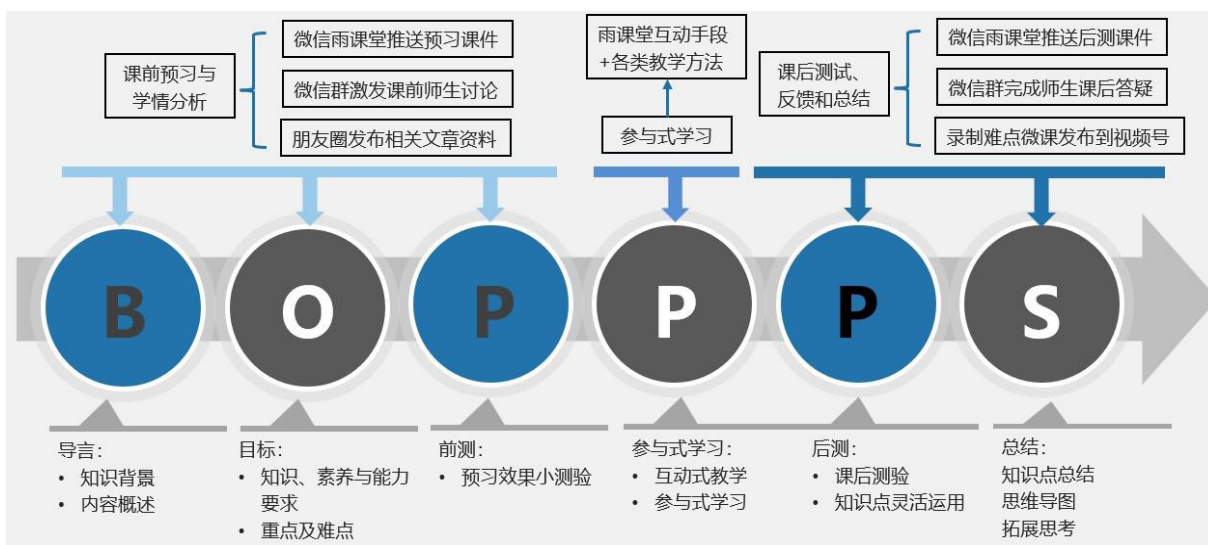 课前预习与
学情分析
微信雨课堂推送预习课件
微信群激发课前师生讨论
朋友圈发布相关文章资料
雨课堂互动手段
+各类教学方法
参与式学习
课后测试、
反馈和总结
微信雨课堂推送后测课件
微信群完成师生课后答疑
录制难点微课发布到视频号
B
O
P
P
P
S
导言：
• 知识背景
• 内容概述
目标：
• 知识、素养与能力
要求
• 重点及难点
前测：
• 预习效果小测验
参与式学习：
• 互动式教学
• 参与式学习
后测：
• 课后测验
• 知识点灵活运用
总结：
知识点总结
思维导图
拓展思考